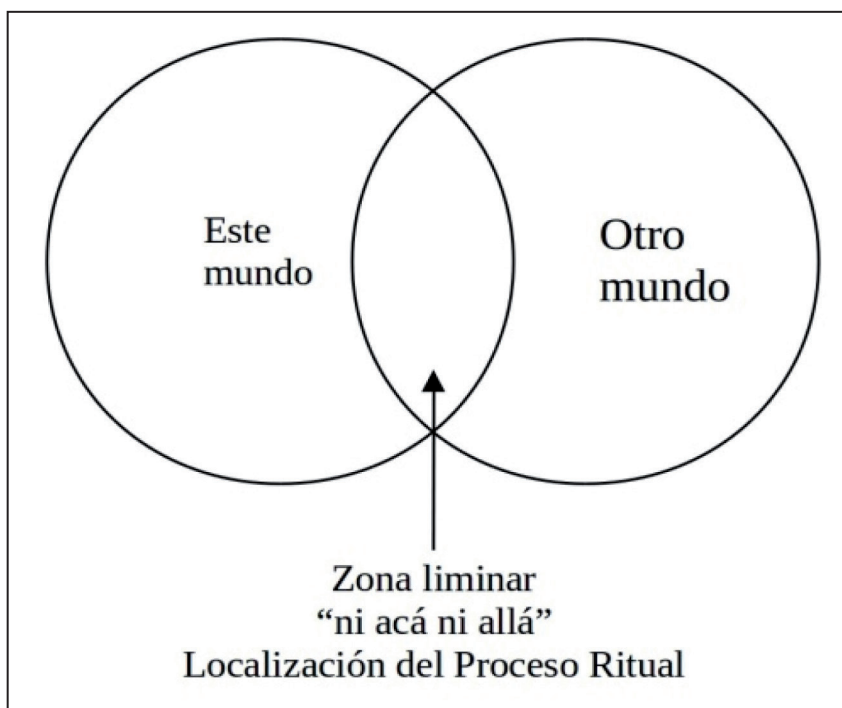 Este
mundo
Otro
mundo
Zona liminar
“ni acá ni allá”
Localización del Proceso Ritual